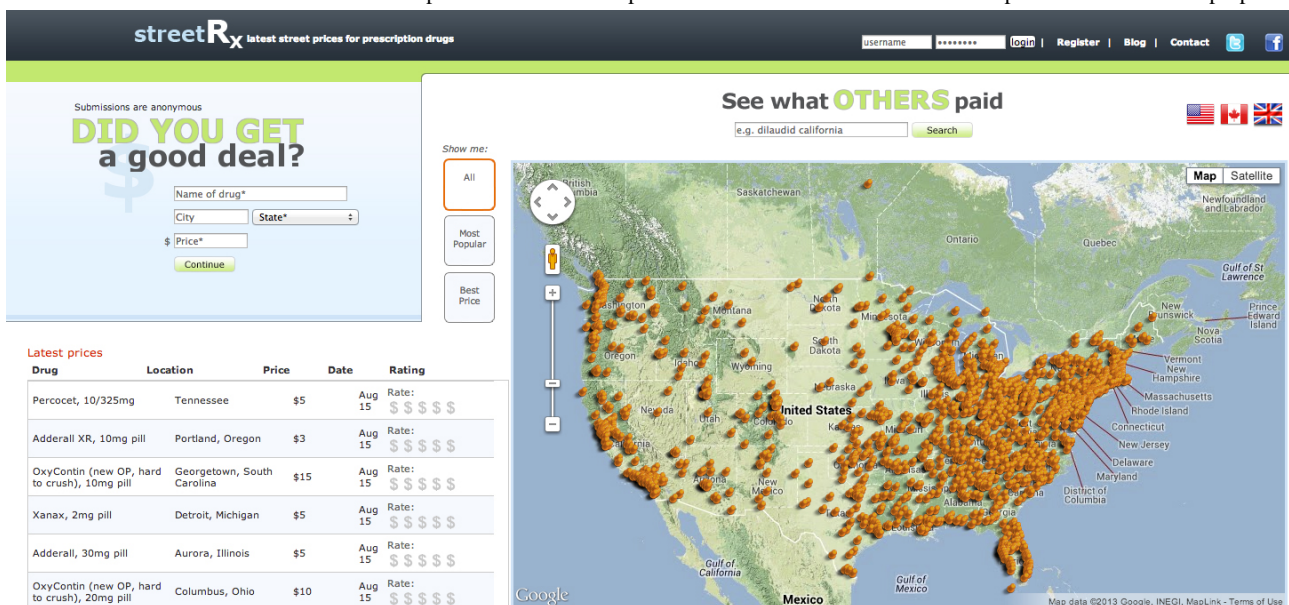 streetRx latest street prices for prescription drugs
username •••••••• login | Register | Blog | Contact
Submissions are anonymous
DID YOU GET
a good deal?
$
Name of drug*
City State*
$ Price*
Continue
See what OTHERS paid
e.g. dilaudid california Search
Show me:
All
Most
Popular
Best
Price
Map Satellite
British
Saskatchewan
Newfoundland
and Labrador
Ontario
Quebec
Gulf of St
Lawrence
Montana
North
Dakota
New
Brunswick
Prince
Edward
Island
Nova
Scotia
Oregon
Idaho
Wyoming
South
Dakota
Vermont
New
Hampshire
Massachusetts
Rhode Island
Connecticut
New Jersey
Delaware
Maryland
District of
Columbia
Nevada
Utah
United States
New
Mexico
Gulf of
California
Gulf of
Mexico
Mexico
Google
Map data ©2013 Google, INEGI, MapLink - Terms of Use
Latest prices
Drug Location Price Date Rating
Percocet, 10/325mg Tennessee $5 Aug 15 Rate: $ $ $ $ $
Adderall XR, 10mg pill Portland, Oregon $3 Aug 15 Rate: $ $ $ $ $
OxyContin (new OP, hard
to crush), 10mg pill Georgetown, South
Carolina $15 Aug 15 Rate: $ $ $ $ $
Xanax, 2mg pill Detroit, Michigan $5 Aug 15 Rate: $ $ $ $ $
Adderall, 30mg pill Aurora, Illinois $5 Aug 15 Rate: $ $ $ $ $
OxyContin (new OP, hard
to crush), 20mg pill Columbus, Ohio $10 Aug 15 Rate: $ $ $ $ $